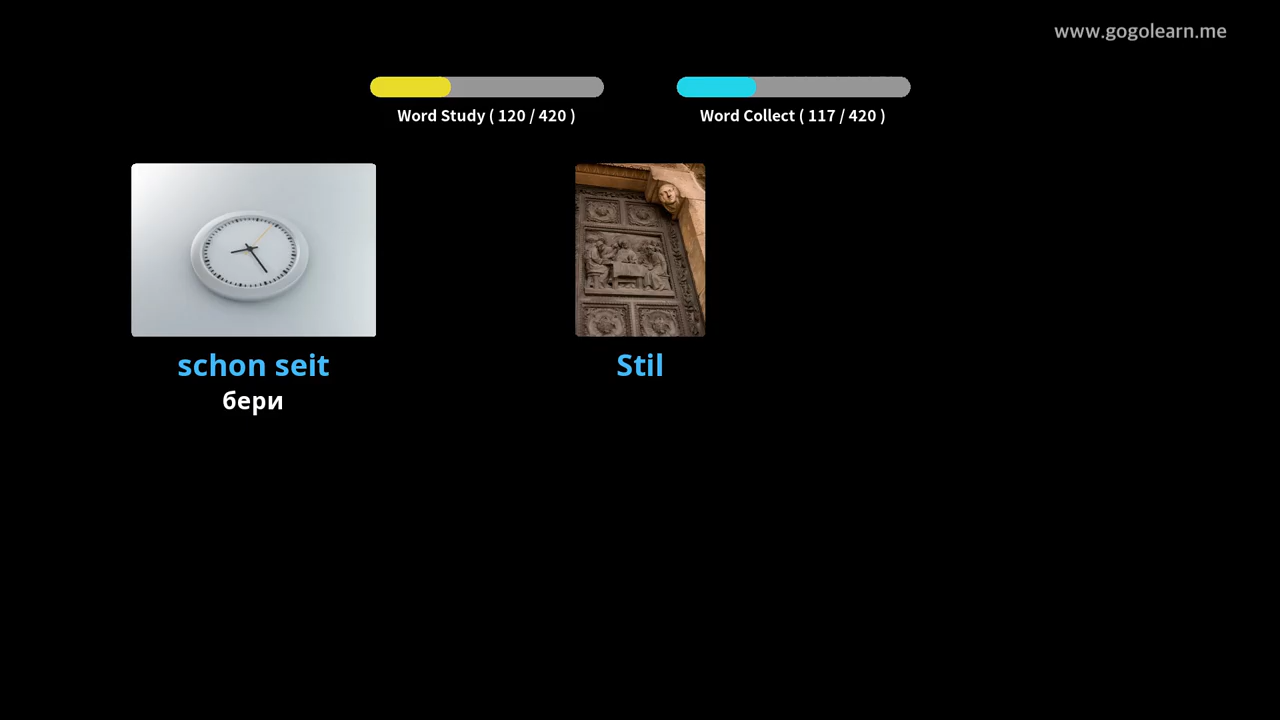 www.gogolearn.me
Word Study ( 120 / 420 )
Word Collect ( 117 / 420 )
schon seit
бери
Stil